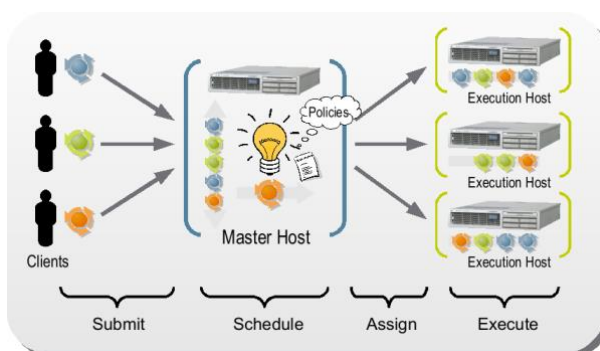 Policies
Execution Host
Execution Host
Execution Host
Master Host
Clients
Submit
Schedule
Assign
Execute